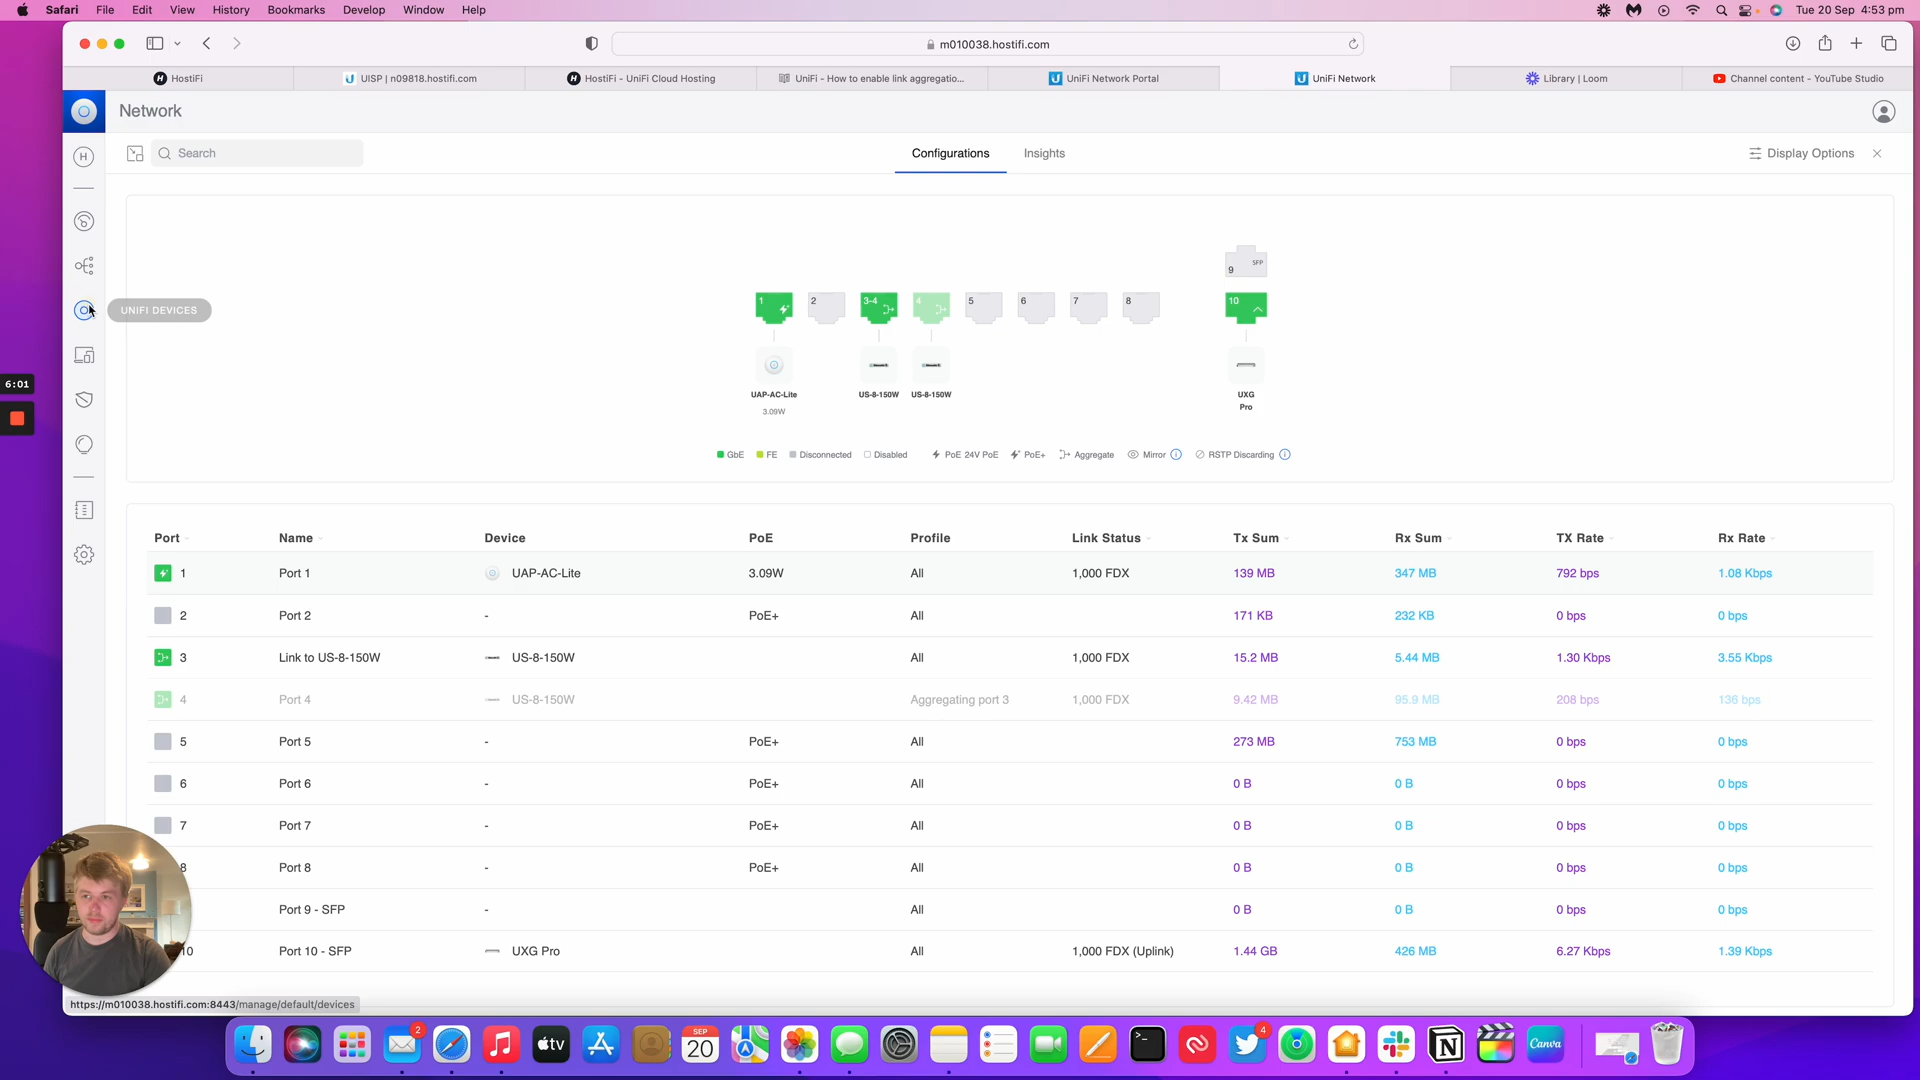 Safari File Edit View History Bookmarks Develop Window Help Tue 20 Sep 4:53 pm
m010038.hostifi.com
HostiFi UISP | n09818.hostifi.com HostiFi - UniFi Cloud Hosting UniFi - How to enable link aggregatio... UniFi Network Portal UniFi Network Library | Loom Channel content - YouTube Studio
Network
H
Search Configurations Insights Display Options
9 SFP
1 2 3-4 4 5 6 7 8 10
UNIFI DEVICES
6:01
UAP-AC-Lite US-8-150W US-8-150W UXG
3.09W Pro
GbE FE Disconnected Disabled PoE 24V PoE PoE+ Aggregate Mirror RSTP Discarding
Port Name Device PoE Profile Link Status Tx Sum Rx Sum TX Rate Rx Rate
1 Port 1 UAP-AC-Lite 3.09W All 1,000 FDX 139 MB 347 MB 792 bps 1.08 Kbps
2 Port 2 - PoE+ All 171 KB 232 KB 0 bps 0 bps
3 Link to US-8-150W US-8-150W All 1,000 FDX 15.2 MB 5.44 MB 1.30 Kbps 3.55 Kbps
4 Port 4 US-8-150W Aggregating port 3 1,000 FDX 9.42 MB 95.9 MB 208 bps 136 bps
5 Port 5 - PoE+ All 273 MB 753 MB 0 bps 0 bps
6 Port 6 - PoE+ All 0 B 0 B 0 bps 0 bps
7 Port 7 - PoE+ All 0 B 0 B 0 bps 0 bps
8 Port 8 - PoE+ All 0 B 0 B 0 bps 0 bps
Port 9 - SFP - All 0 B 0 B 0 bps 0 bps
10 Port 10 - SFP UXG Pro All 1,000 FDX (Uplink) 1.44 GB 426 MB 6.27 Kbps 1.39 Kbps
https://m010038.hostifi.com:8443/manage/default/devices
2 tv SEP 20 4 N Canva